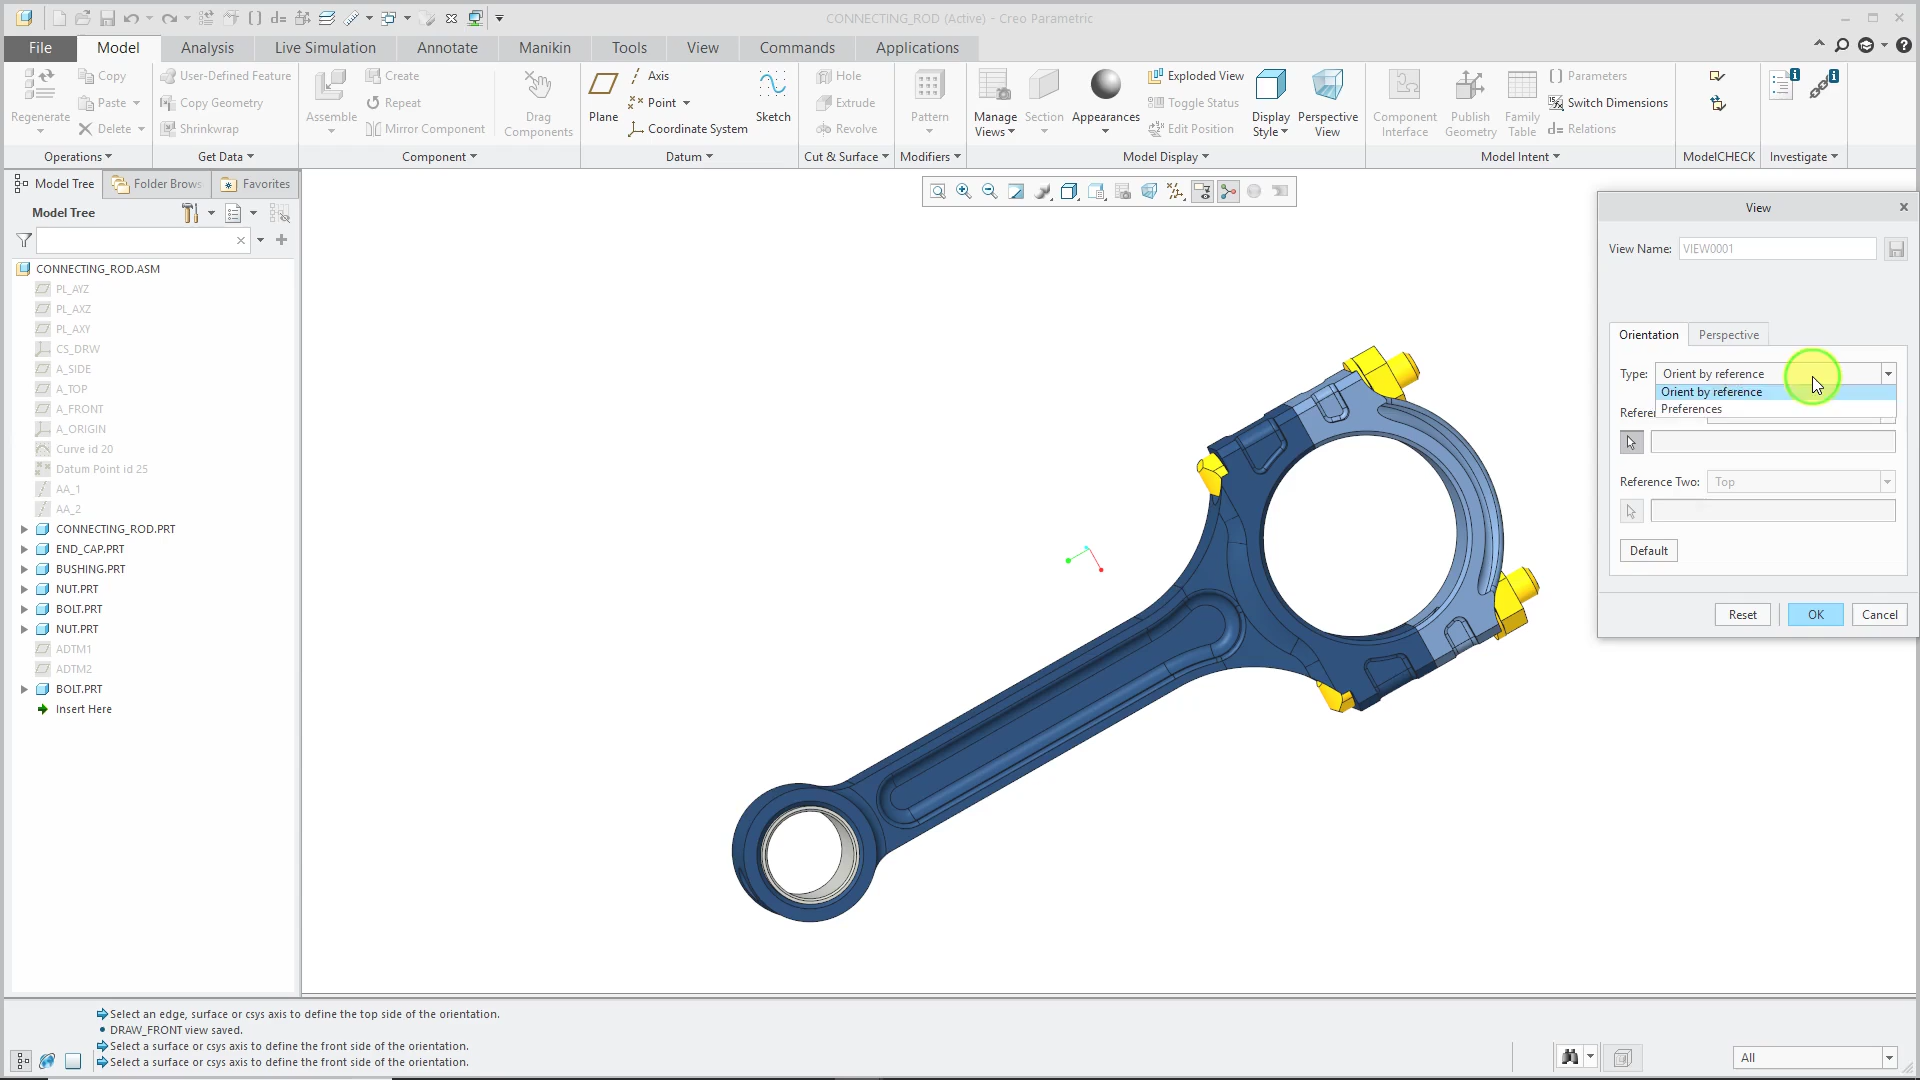 CONNECTING_ROD (Active) - Creo Parametric
File
Model
Analysis
Live Simulation
Annotate
Manikin
Tools
View
Commands
Applications
Regenerate
Copy
Paste
Delete
User-Defined Feature
Copy Geometry
Shrinkwrap
Assemble
Create
Repeat
Mirror Component
Drag
Components
Plane
Axis
Point
Coordinate System
Sketch
Hole
Extrude
Revolve
Pattern
Manage
Views
Section
Appearances
Exploded View
Toggle Status
Edit Position
Display
Style
Perspective
View
Component
Interface
Publish
Geometry
Family
Table
Parameters
Switch Dimensions
Relations
Operations
Get Data
Component
Datum
Cut & Surface
Modifiers
Model Display
Model Intent
ModelCHECK
Investigate
Model Tree
Folder Brows
Favorites
Model Tree
CONNECTING_ROD.ASM
PL_AYZ
PL_AXZ
PL_AXY
CS_DRW
A_SIDE
A_TOP
A_FRONT
A_ORIGIN
Curve id 20
Datum Point id 25
AA_1
AA_2
CONNECTING_ROD.PRT
END_CAP.PRT
BUSHING.PRT
NUT.PRT
BOLT.PRT
NUT.PRT
ADTM1
ADTM2
BOLT.PRT
Insert Here
View
View Name: VIEW0001
Orientation
Perspective
Type: Orient by reference
Orient by reference
Preferences
Refere
Reference Two: Top
Default
Reset
OK
Cancel
Select an edge, surface or csys axis to define the top side of the orientation.
DRAW_FRONT view saved.
Select a surface or csys axis to define the front side of the orientation.
Select a surface or csys axis to define the front side of the orientation.
All